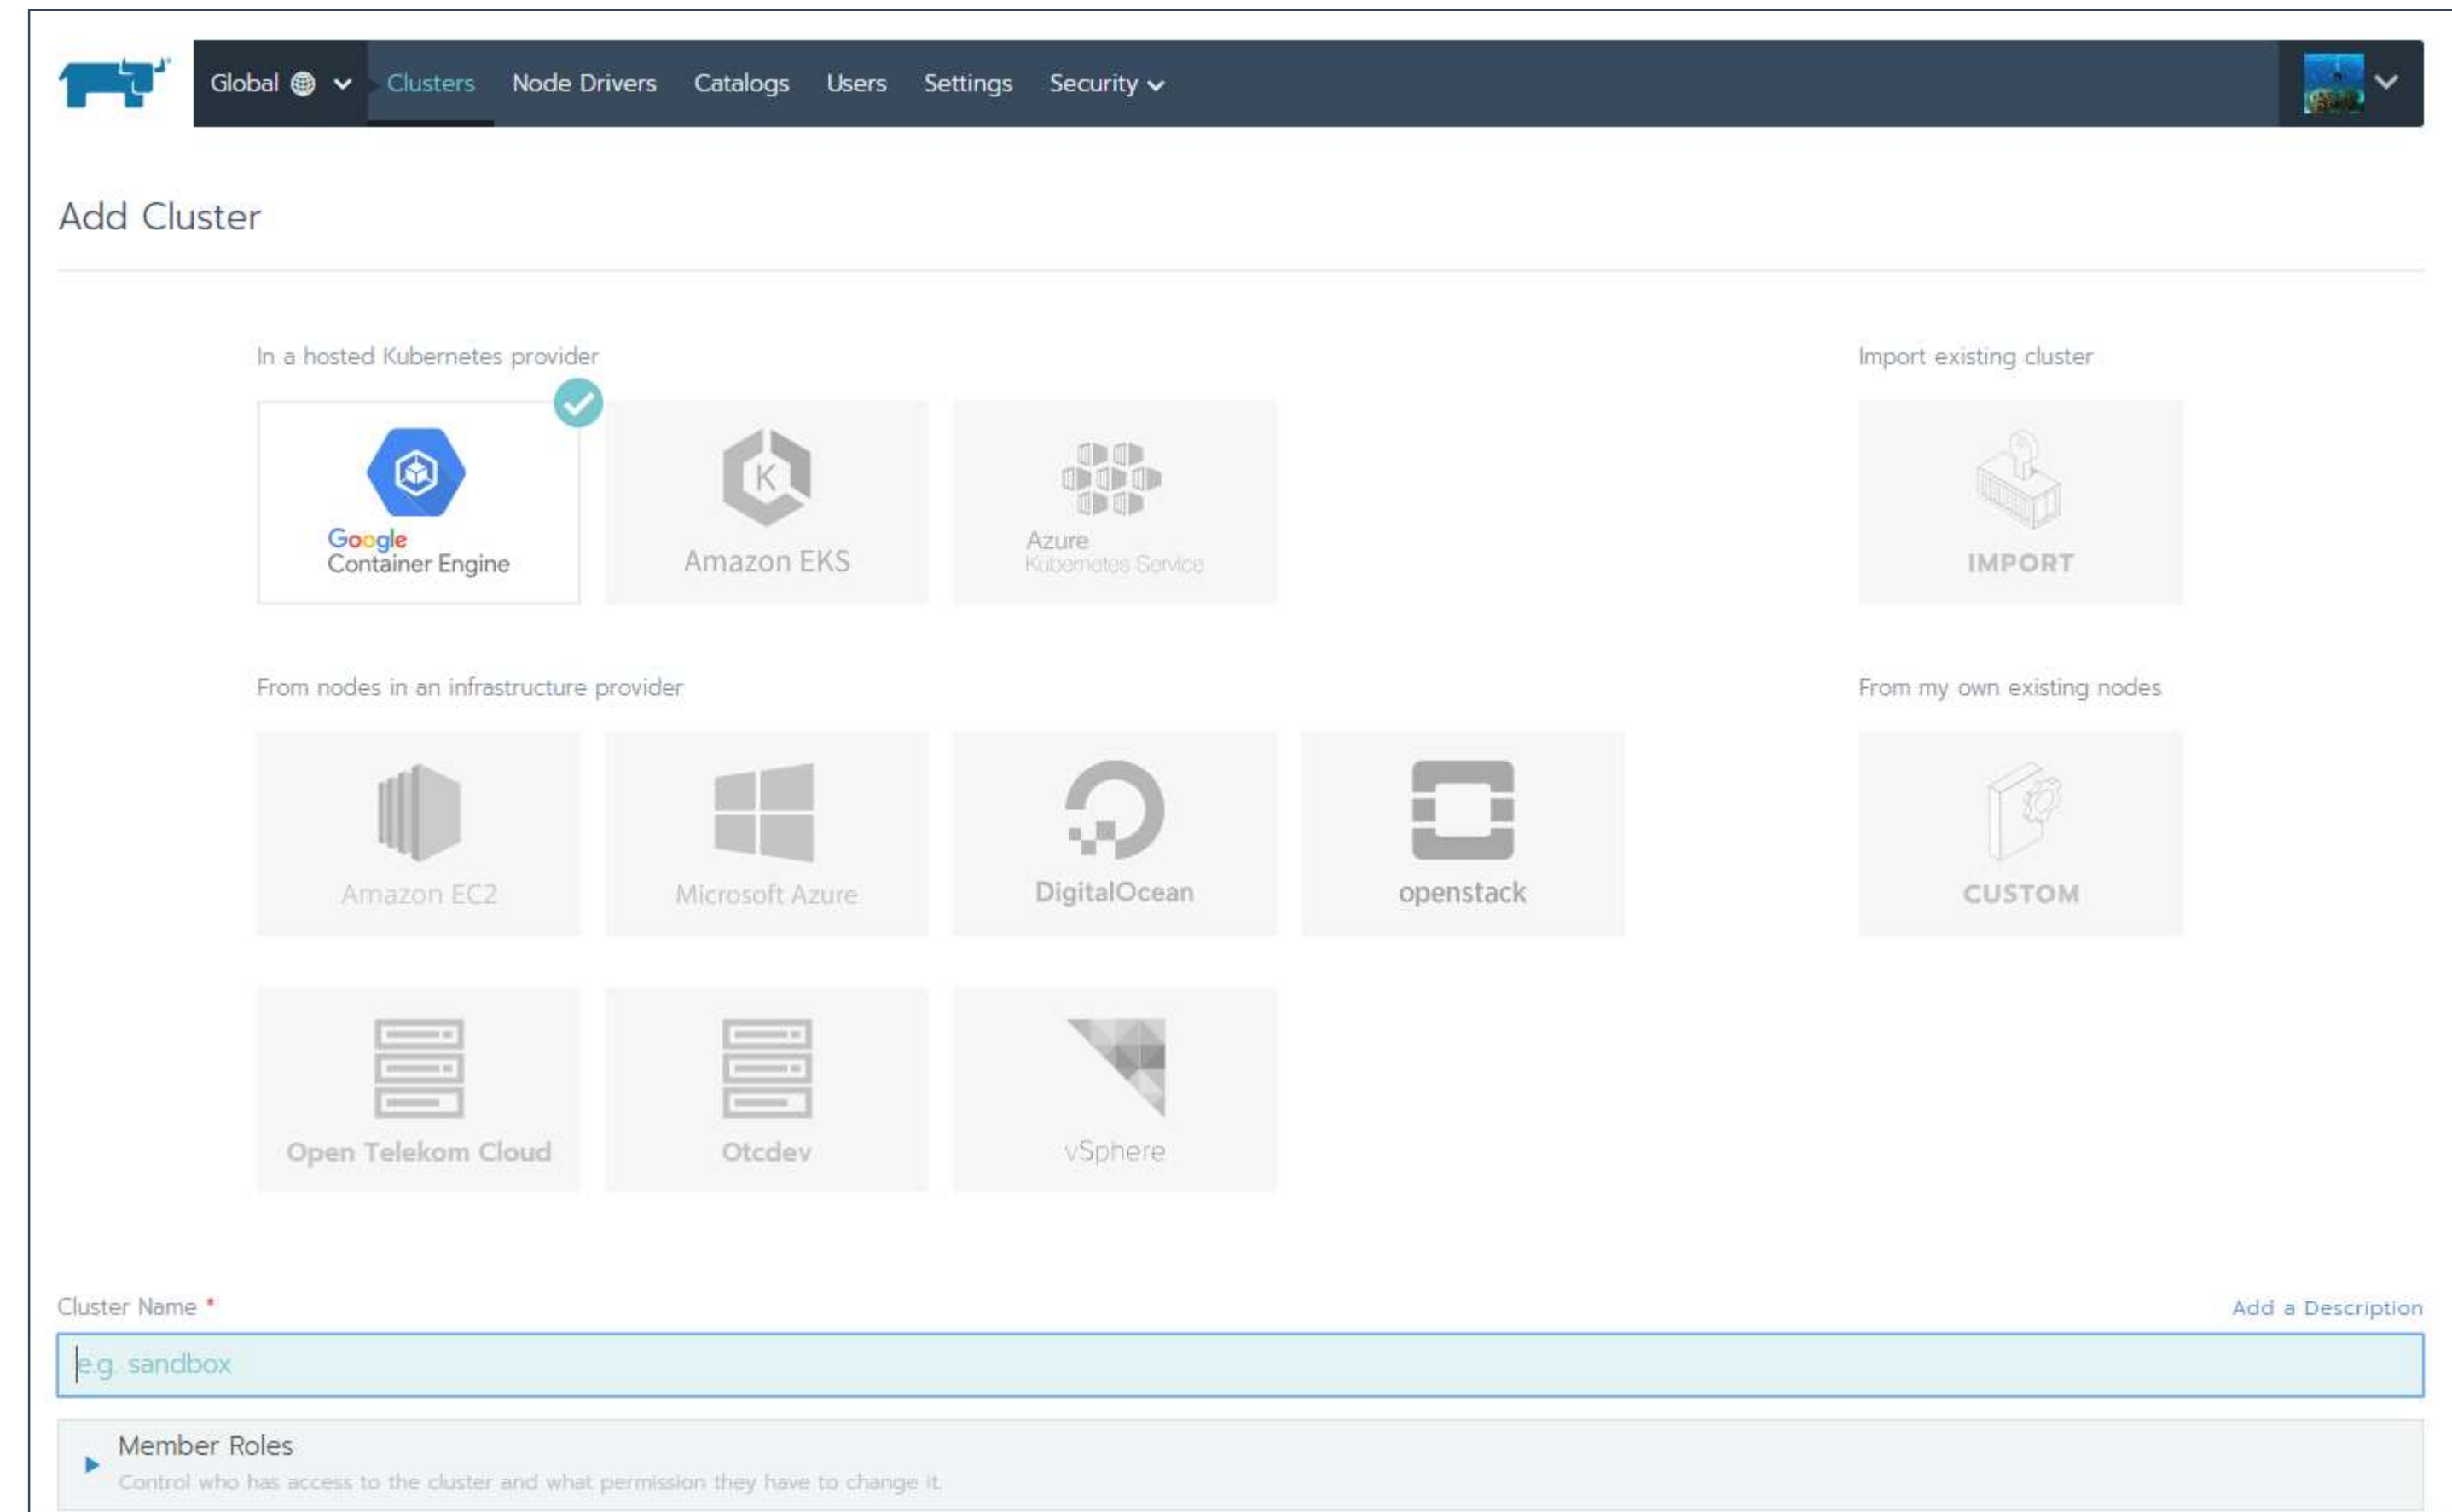 Global Clusters Node Drivers Catalogs Users Settings Security
Add Cluster
In a hosted Kubernetes provider
Import existing cluster
Google
Container Engine
K
Amazon EKS
Azure
Kubernetes Service
IMPORT
From nodes in an infrastructure provider
From my own existing nodes
Amazon EC2
Microsoft Azure
DigitalOcean
openstack
CUSTOM
Open Telekom Cloud
Otcdev
vSphere
Cluster Name *
Add a Description
e.g. sandbox
Member Roles
Control who has access to the cluster and what permission they have to change it.